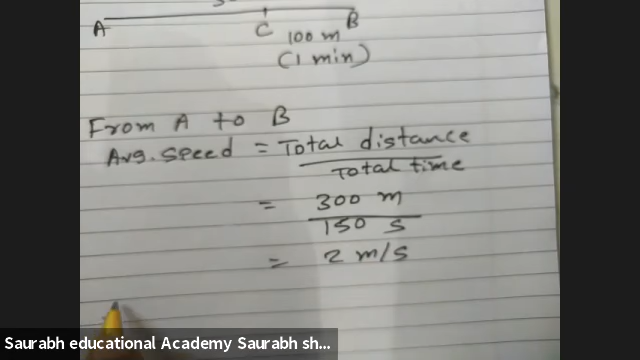 A
C
B
100 m
(1 min)
From A to B
Avg. speed = Total distance
Total time
= 300 m
150 s
= 2 m/s
Saurabh educational Academy Saurabh sh...